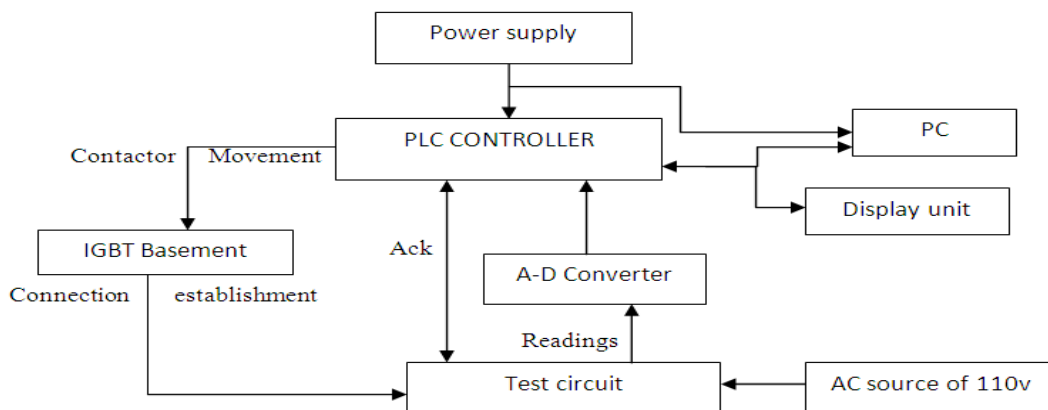 Power supply
PLC CONTROLLER
PC
Contactor Movement
Display unit
IGBT Basement
Ack
A-D Converter
Connection establishment
Readings
Test circuit
AC source of 110v